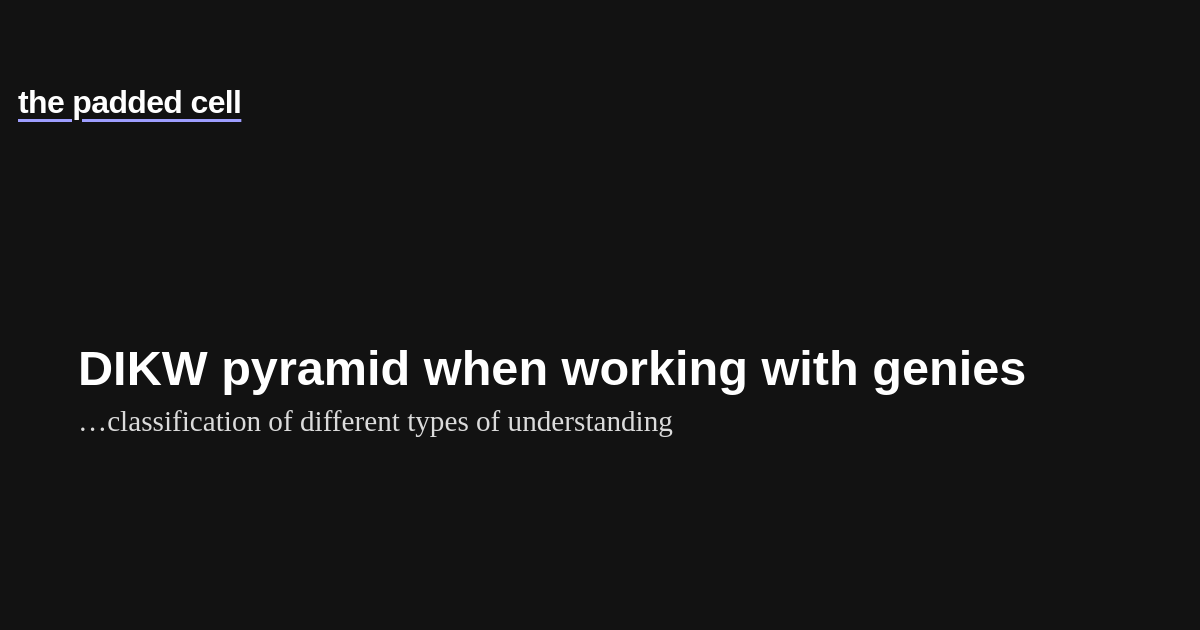 the padded cell
DIKW pyramid when working with genies
…classification of different types of understanding